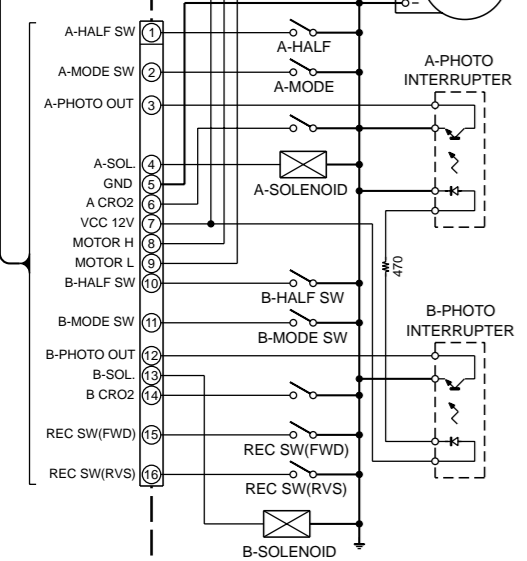 −
A-HALF SW 1
A-HALF
A-MODE SW 2
A-MODE
A-PHOTO
INTERRUPTER
A-PHOTO OUT 3
A-SOL. 4
A-SOLENOID
GND 5
A CRO2 6
VCC 12V 7
MOTOR H 8
MOTOR L 9
470
B-HALF SW 10
B-HALF SW
B-MODE SW 11
B-MODE SW
B-PHOTO
INTERRUPTER
B-PHOTO OUT 12
B-SOL. 13
B CRO2 14
REC SW(FWD) 15
REC SW(FWD)
REC SW(RVS) 16
REC SW(RVS)
B-SOLENOID